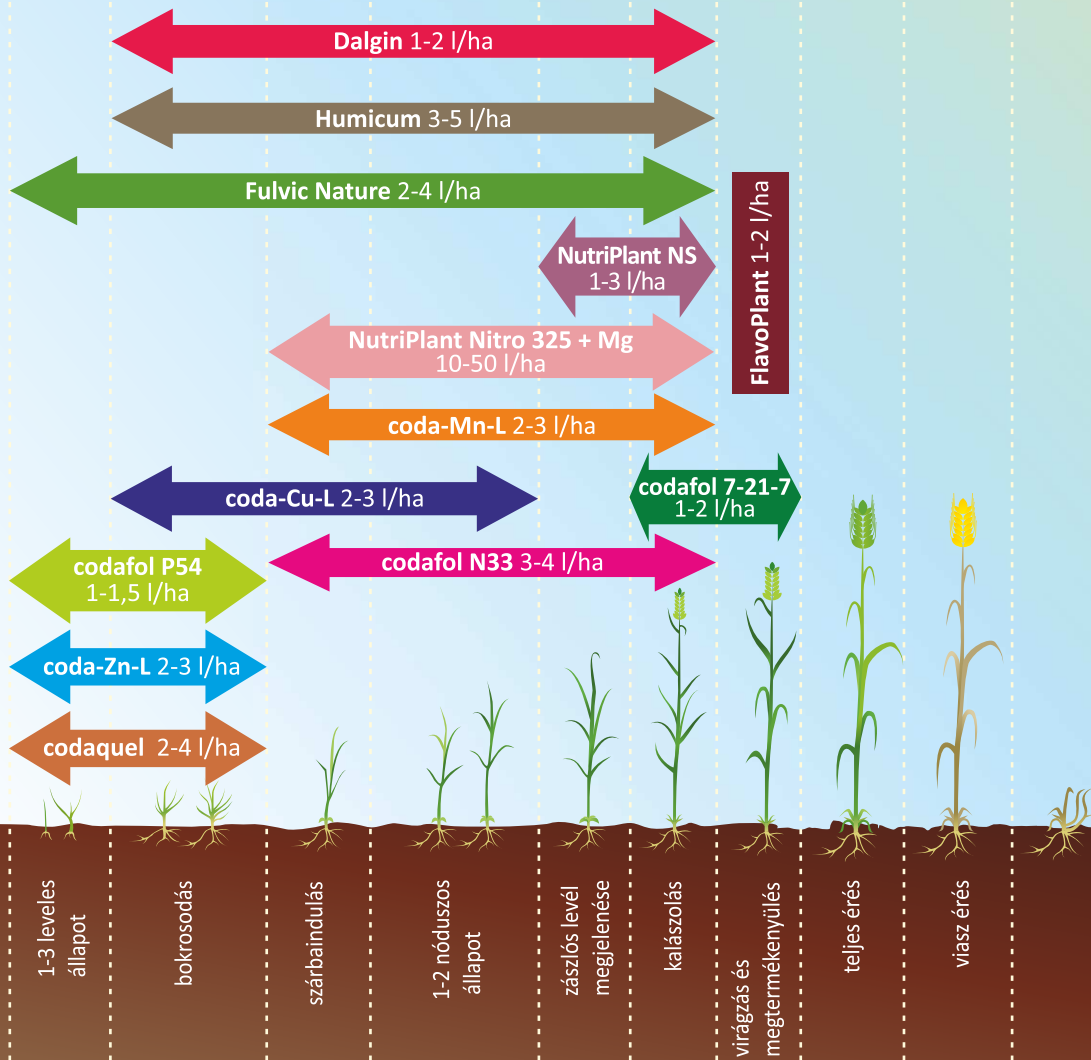 Dalgin 1-2 l/ha
Humicum 3-5 l/ha
Fulvic Nature 2-4 l/ha
NutriPlant NS
1-3 l/ha
FlavoPlant 1-2 l/ha
NutriPlant Nitro 325 + Mg
10-50 l/ha
coda-Mn-L 2-3 l/ha
coda-Cu-L 2-3 l/ha
codafol 7-21-7
1-2 l/ha
codafol P54
1-1,5 l/ha
codafol N33 3-4 l/ha
coda-Zn-L 2-3 l/ha
codaquel 2-4 l/ha
1-3 leveles
állapot
bokrosodás
szárbaindulás
1-2 nóduszos
állapot
zászlós levél
megjelenése
kalászolás
virágzás és
megtermékenyülés
teljes érés
viasz érés